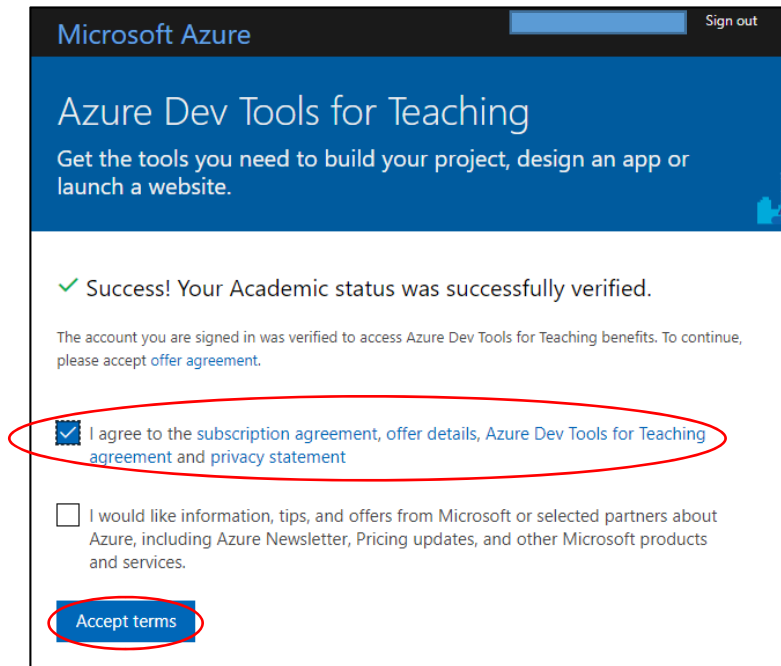 Microsoft Azure
Sign out
Azure Dev Tools for Teaching
Get the tools you need to build your project, design an app or
launch a website.
Success! Your Academic status was successfully verified.
The account you are signed in was verified to access Azure Dev Tools for Teaching benefits. To continue,
please accept offer agreement.
I agree to the subscription agreement, offer details, Azure Dev Tools for Teaching
agreement and privacy statement
I would like information, tips, and offers from Microsoft or selected partners about
Azure, including Azure Newsletter, Pricing updates, and other Microsoft products
and services.
Accept terms